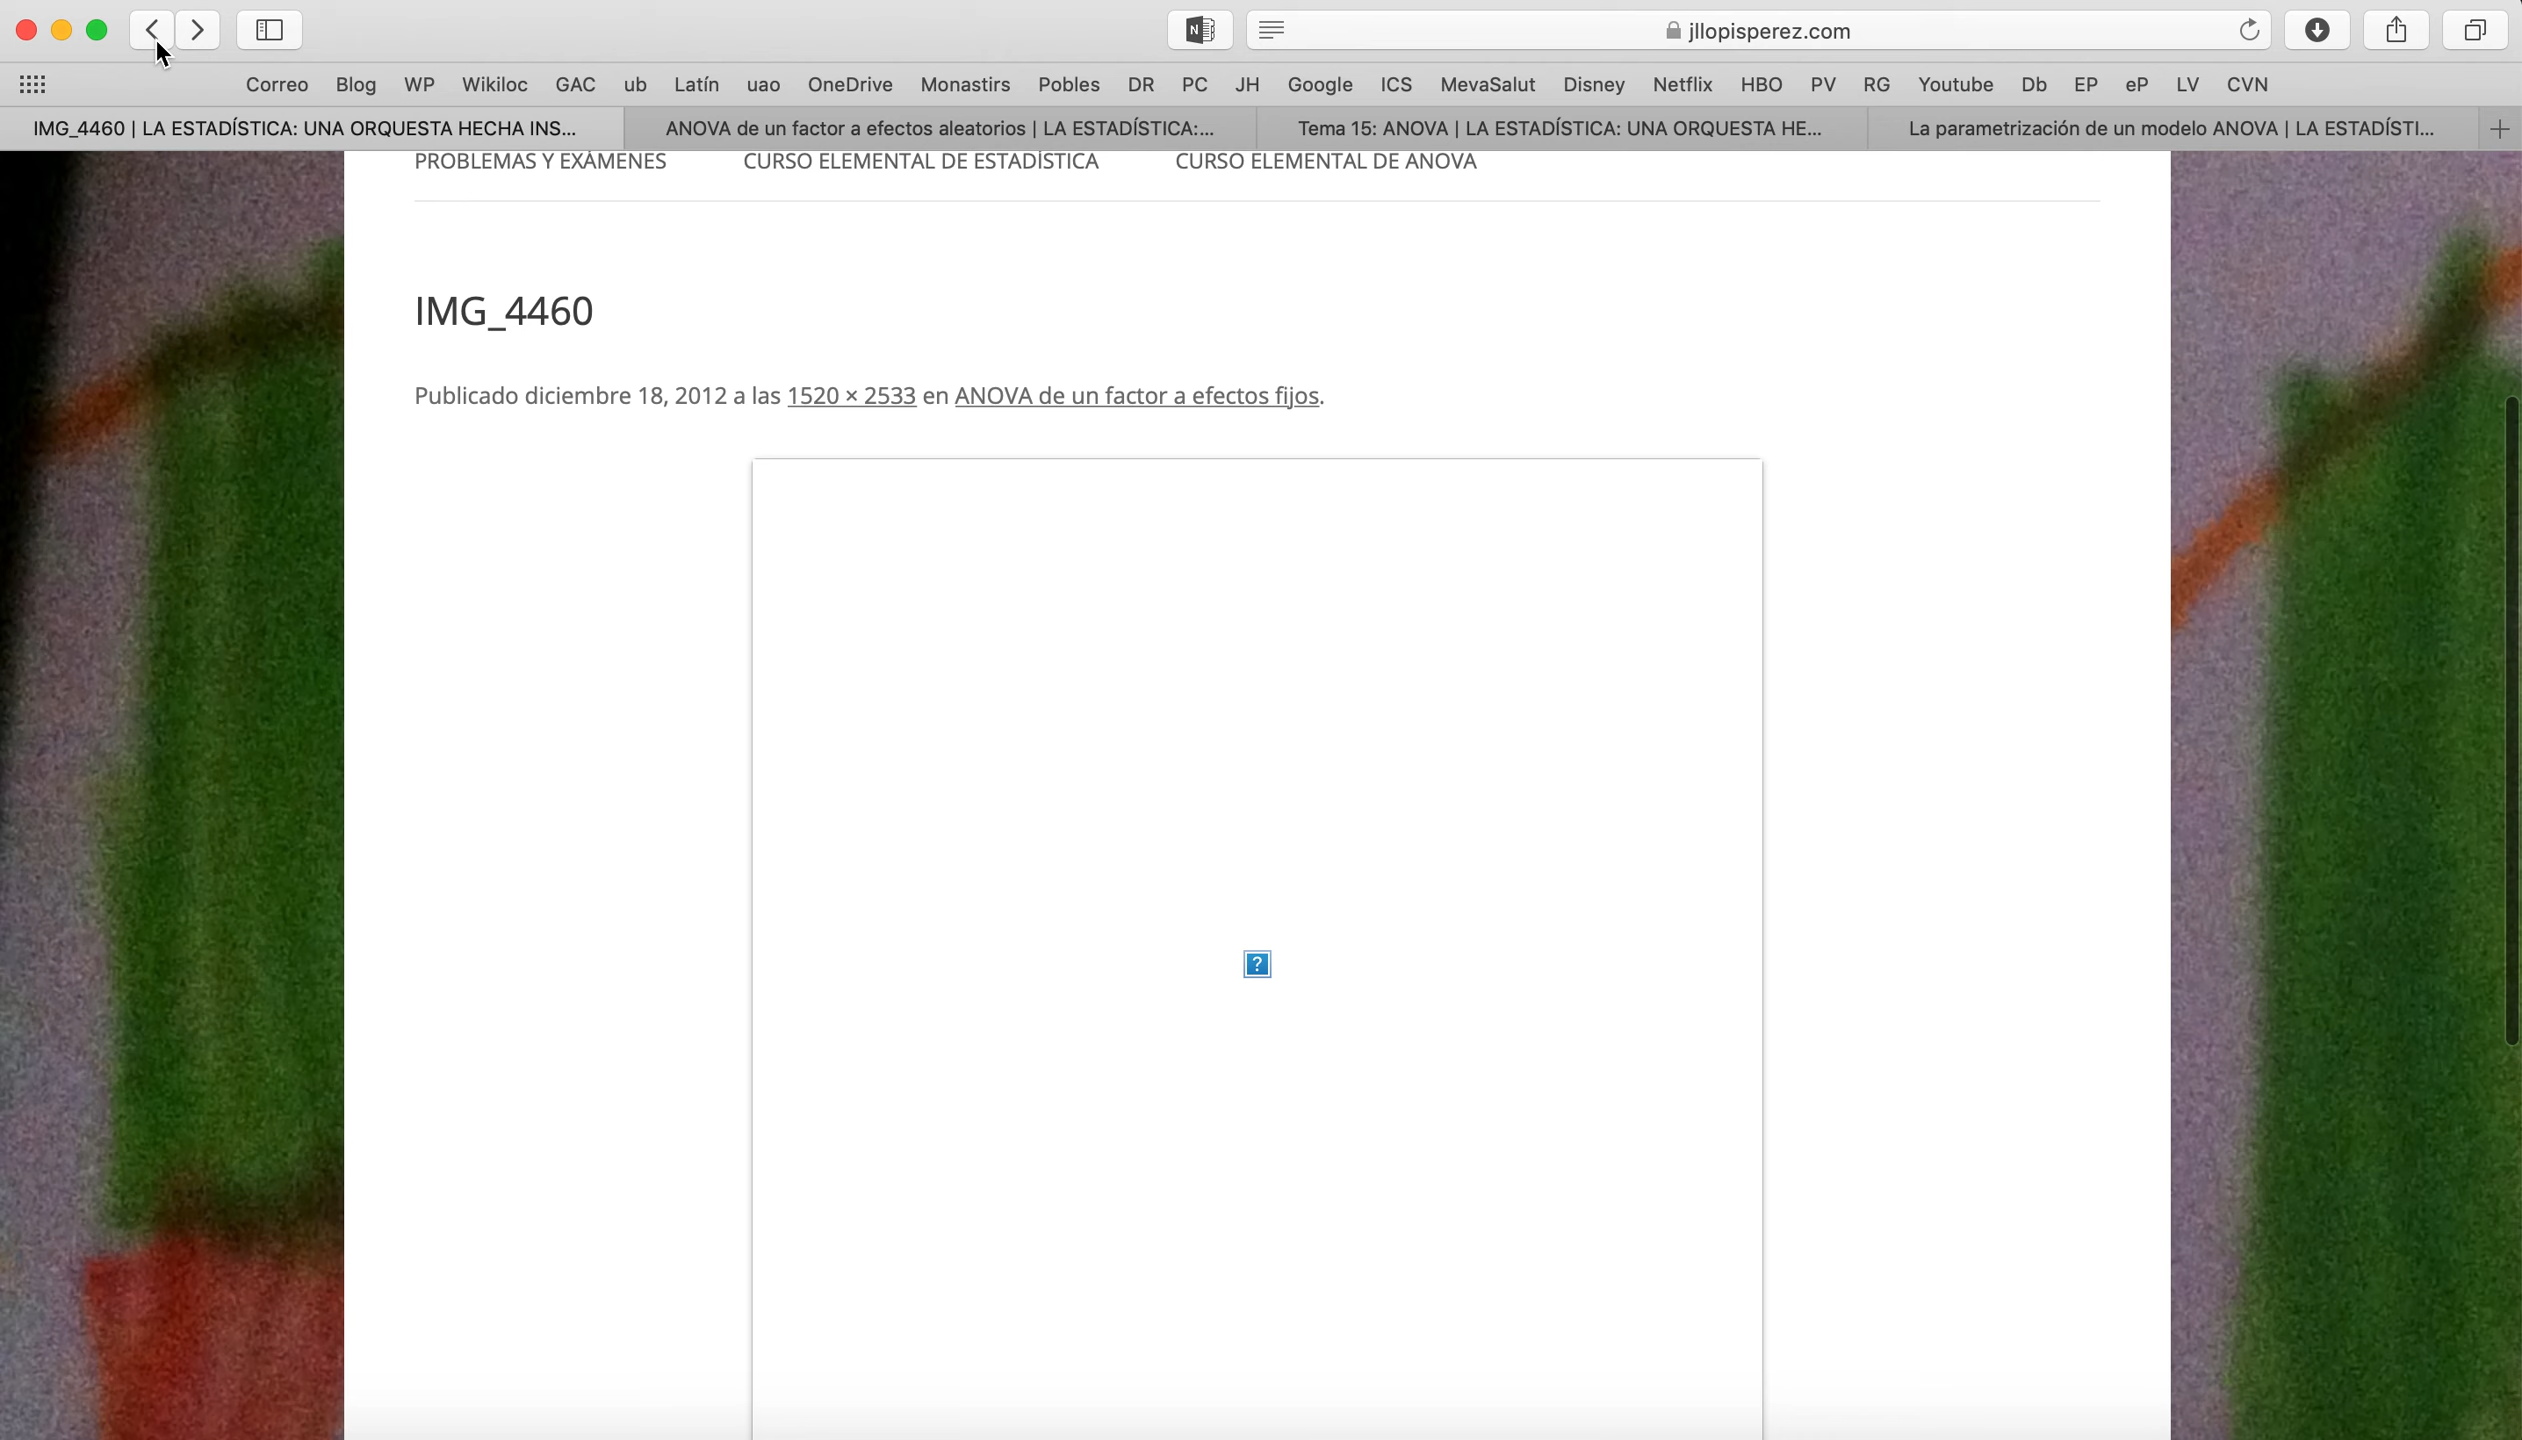 jllopisperez.com
Correo Blog WP Wikiloc GAC ub Latín uao OneDrive Monastirs Pobles DR PC JH Google ICS MevaSalut Disney Netflix HBO PV RG Youtube Db EP eP LV CVN
IMG_4460 | LA ESTADÍSTICA: UNA ORQUESTA HECHA INS... ANOVA de un factor a efectos aleatorios | LA ESTADÍSTICA:... Tema 15: ANOVA | LA ESTADÍSTICA: UNA ORQUESTA HE... La parametrización de un modelo ANOVA | LA ESTADÍSTI...
PROBLEMAS Y EXÁMENES CURSO ELEMENTAL DE ESTADÍSTICA CURSO ELEMENTAL DE ANOVA
IMG_4460
Publicado diciembre 18, 2012 a las 1520 × 2533 en ANOVA de un factor a efectos fijos.